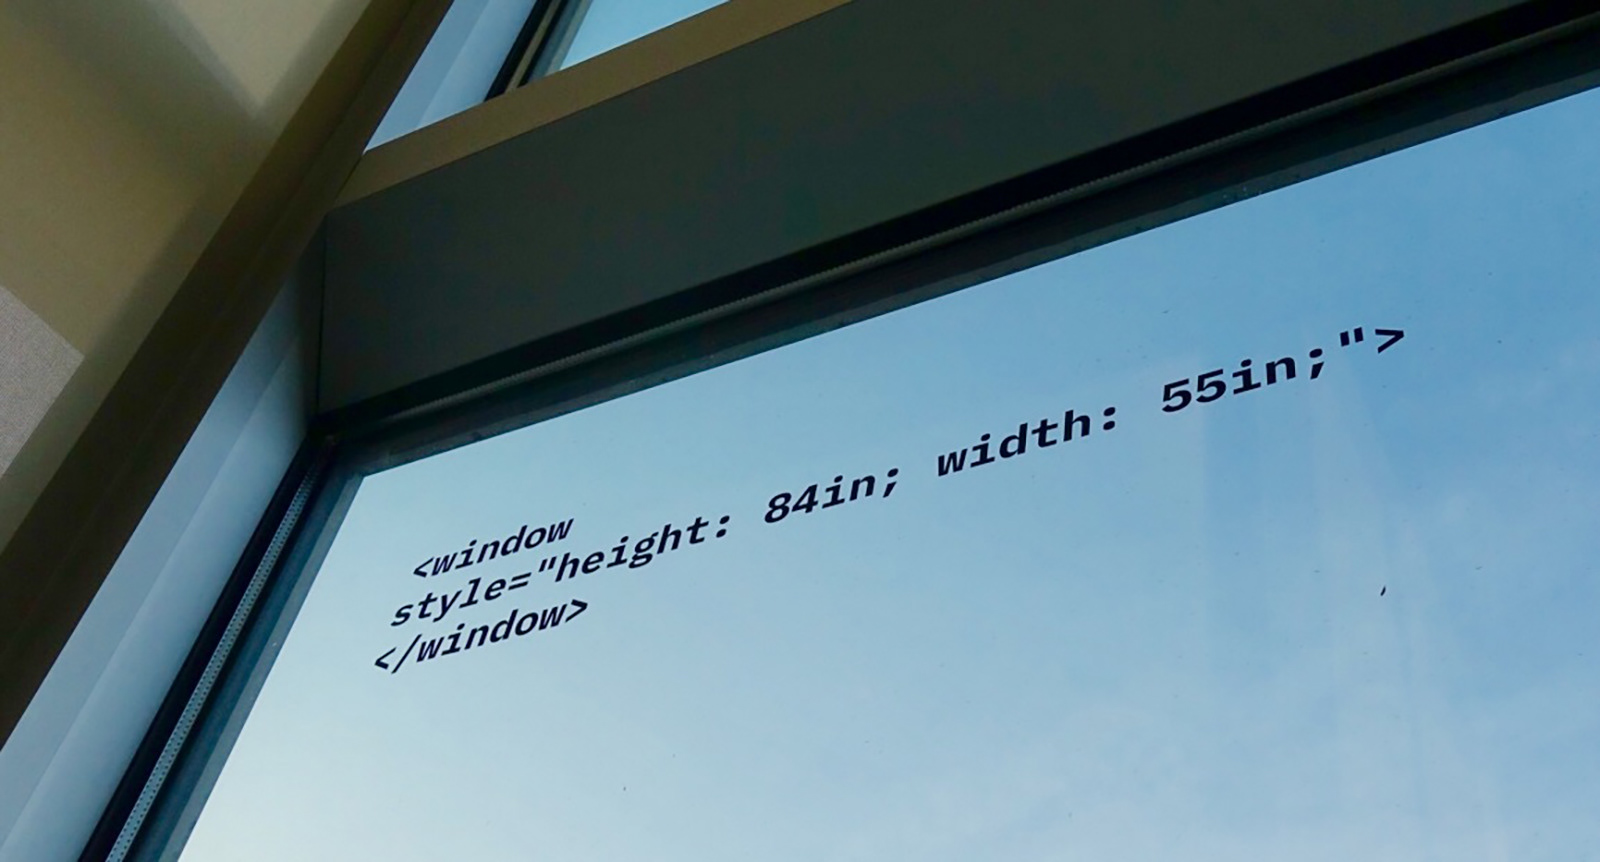 <window
style="height: 84in; width: 55in;">
</window>